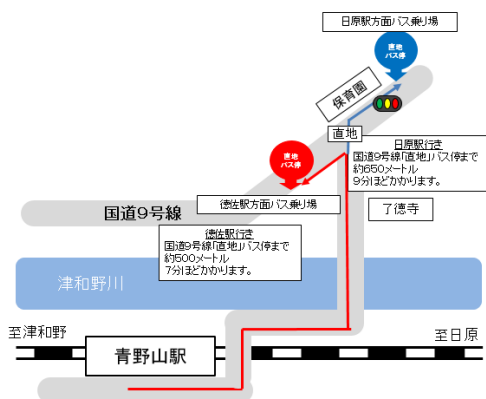 日原駅方面バス乗り場
直地
バス停
保育園
直地
日原駅行き
国道9号線「直地」バス停まで
約650メートル
9分ほどかかります。
直地
バス停
国道9号線
徳佐駅方面バス乗り場
了徳寺
徳佐駅行き
国道9号線「直地」バス停まで
約500メートル
7分ほどかかります。
津和野川
至津和野
至日原
青野山駅